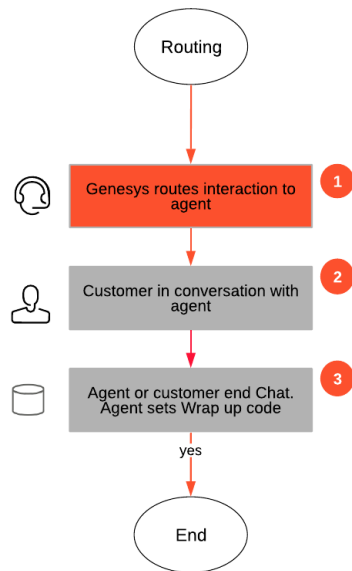 Routing
1
Genesys routes interaction to
agent
2
Customer in conversation with
agent
3
Agent or customer end Chat.
Agent sets Wrap up code
yes
End